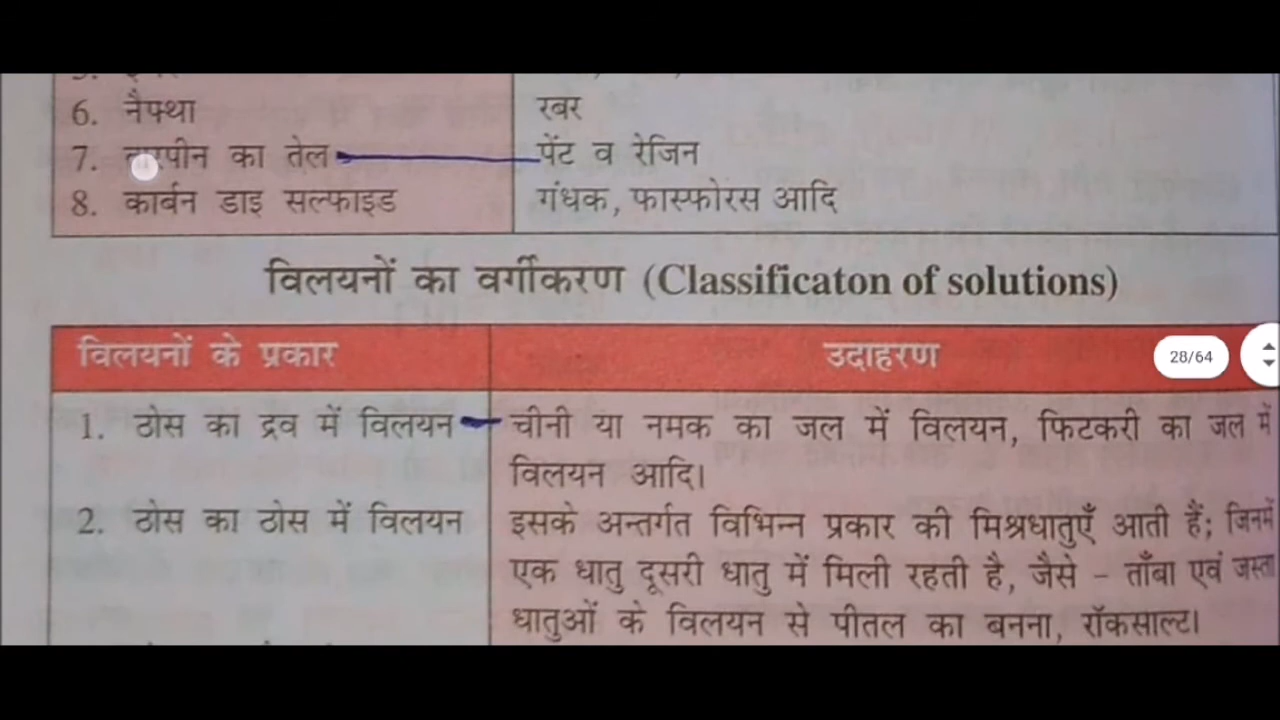 6. नैफ्था रबर
7. तारपीन का तेल पेंट व रेजिन
8. कार्बन डाइ सल्फाइड गंधक, फास्फोरस आदि
विलयनों का वर्गीकरण (Classificaton of solutions)
विलयनों के प्रकार उदाहरण
28/64
1. ठोस का द्रव में विलयन चीनी या नमक का जल में विलयन, फिटकरी का जल में
विलयन आदि।
2. ठोस का ठोस में विलयन इसके अन्तर्गत विभिन्न प्रकार की मिश्रधातुएँ आती हैं; जिनमें
एक धातु दूसरी धातु में मिली रहती है, जैसे – ताँबा एवं जस्ता
धातुओं के विलयन से पीतल का बनना, रॉकसाल्ट।